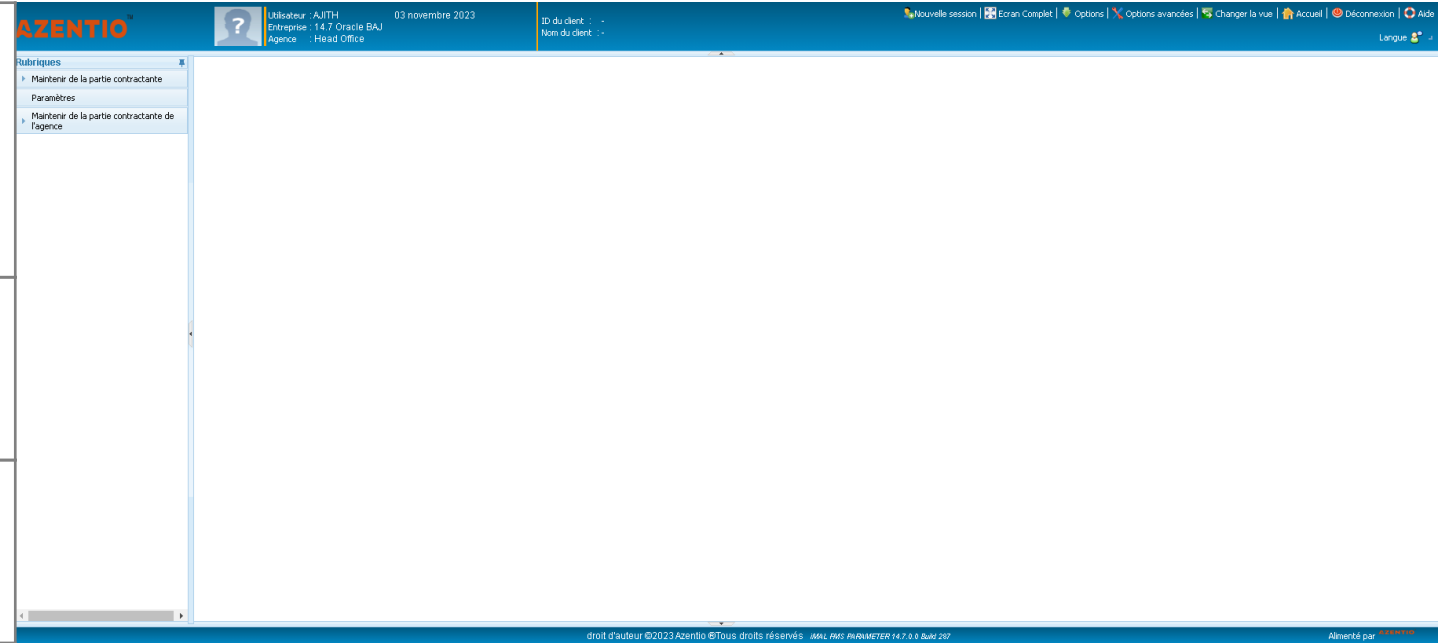 AZENTIO™
Utilisateur : AJITH 03 novembre 2023
Entreprise : 14.7 Oracle BAJ
Agence : Head Office
ID du client : -
Nom du client : -
Nouvelle session | Ecran Complet | Options | Options avancées | Changer la vue | Accueil | Déconnexion | Aide
Langue
Rubriques
Maintenir de la partie contractante
Paramètres
Maintenir de la partie contractante de
l'agence
droit d'auteur ©2023 Azentio ®Tous droits réservés IMAL FMS PARAMETER 14.7.0.0 Build 287
Alimenté par AZENTIO